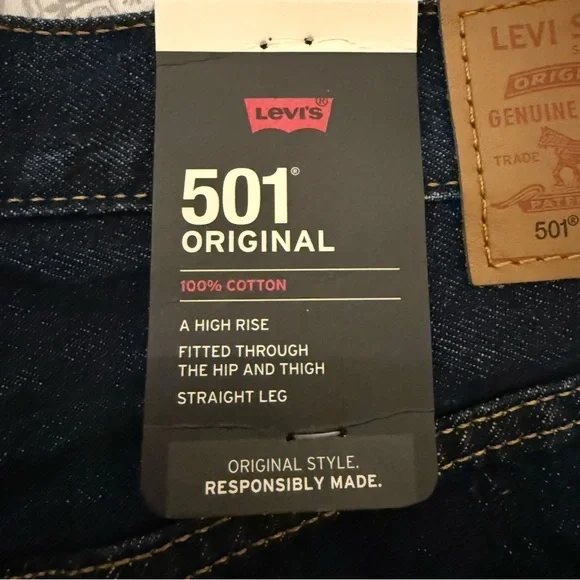 Levi's®
501®
ORIGINAL
100% COTTON
A HIGH RISE
FITTED THROUGH
THE HIP AND THIGH
STRAIGHT LEG
ORIGINAL STYLE.
RESPONSIBLY MADE.
LEVI
GENUINE
TRADE
501®